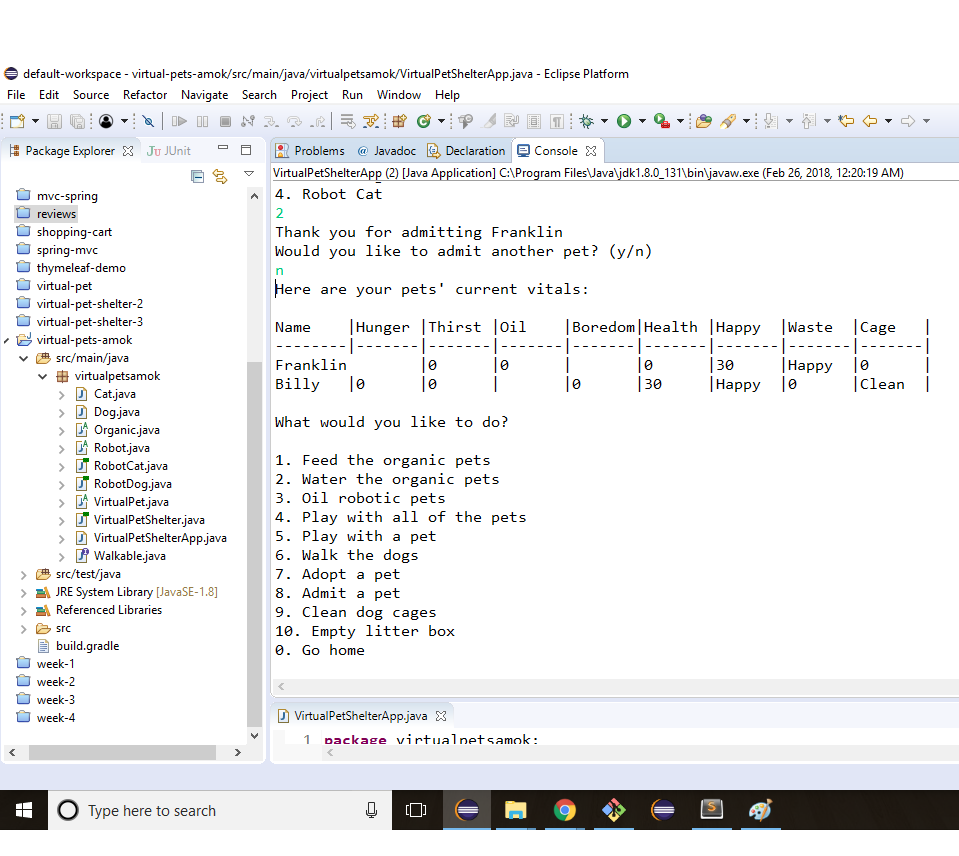 default-workspace - virtual-pets-amok/src/main/java/virtualpetsamok/VirtualPetShelterApp.java - Eclipse Platform
File Edit Source Refactor Navigate Search Project Run Window Help
Package Explorer JUnit
mvc-spring
reviews
shopping-cart
spring-mvc
thymeleaf-demo
virtual-pet
virtual-pet-shelter-2
virtual-pet-shelter-3
virtual-pets-amok
src/main/java
virtualpetsamok
Cat.java
Dog.java
Organic.java
Robot.java
RobotCat.java
RobotDog.java
VirtualPet.java
VirtualPetShelter.java
VirtualPetShelterApp.java
Walkable.java
src/test/java
JRE System Library [JavaSE-1.8]
Referenced Libraries
src
build.gradle
week-1
week-2
week-3
week-4
Problems @ Javadoc Declaration Console
VirtualPetShelterApp (2) [Java Application] C:\Program Files\Java\jdk1.8.0_131\bin\javaw.exe (Feb 26, 2018, 12:20:19 AM)
4. Robot Cat
2
Thank you for admitting Franklin
Would you like to admit another pet? (y/n)
n
Here are your pets' current vitals:
Name    |Hunger |Thirst |Oil    |Boredom|Health |Happy  |Waste  |Cage   |
--------|-------|-------|-------|-------|-------|-------|-------|-------|
Franklin        |0      |0      |       |0      |30     |Happy  |0      |
Billy   |0      |0      |       |0      |30     |Happy  |0      |Clean  |
What would you like to do?
1. Feed the organic pets
2. Water the organic pets
3. Oil robotic pets
4. Play with all of the pets
5. Play with a pet
6. Walk the dogs
7. Adopt a pet
8. Admit a pet
9. Clean dog cages
10. Empty litter box
0. Go home
VirtualPetShelterApp.java
1 package virtualpetsamok;
Type here to search